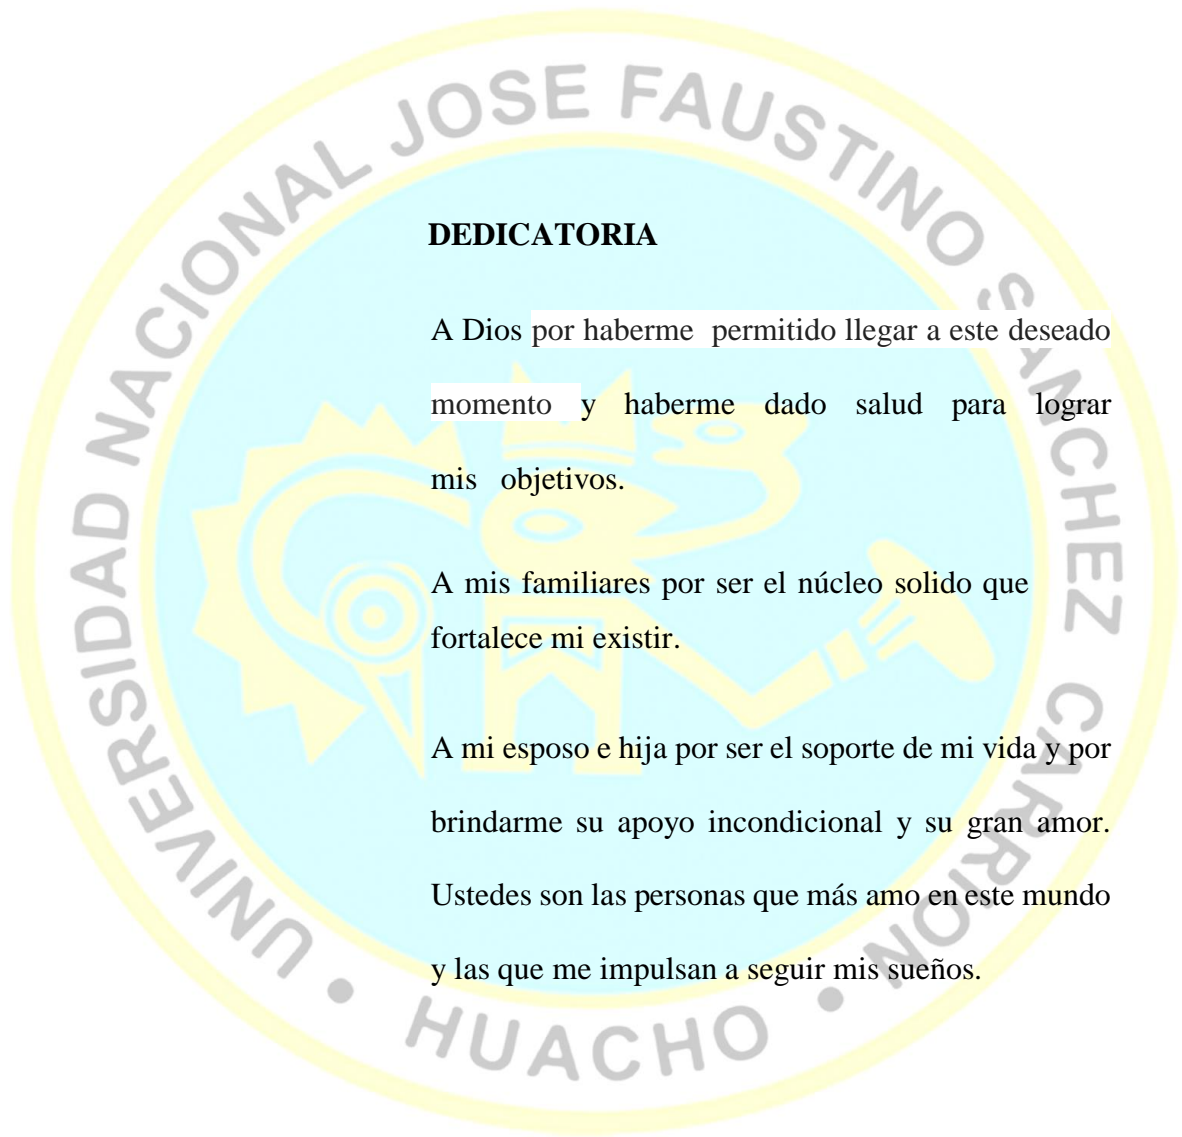 UNIVERSIDAD NACIONAL JOSE FAUSTINO SANCHEZ CARRION
DEDICATORIA
A Dios por haberme permitido llegar a este deseado
momento y haberme dado salud para lograr
mis objetivos.
A mis familiares por ser el núcleo solido que
fortalece mi existir.
A mi esposo e hija por ser el soporte de mi vida y por
brindarme su apoyo incondicional y su gran amor.
Ustedes son las personas que más amo en este mundo
y las que me impulsan a seguir mis sueños.
• HUACHO •